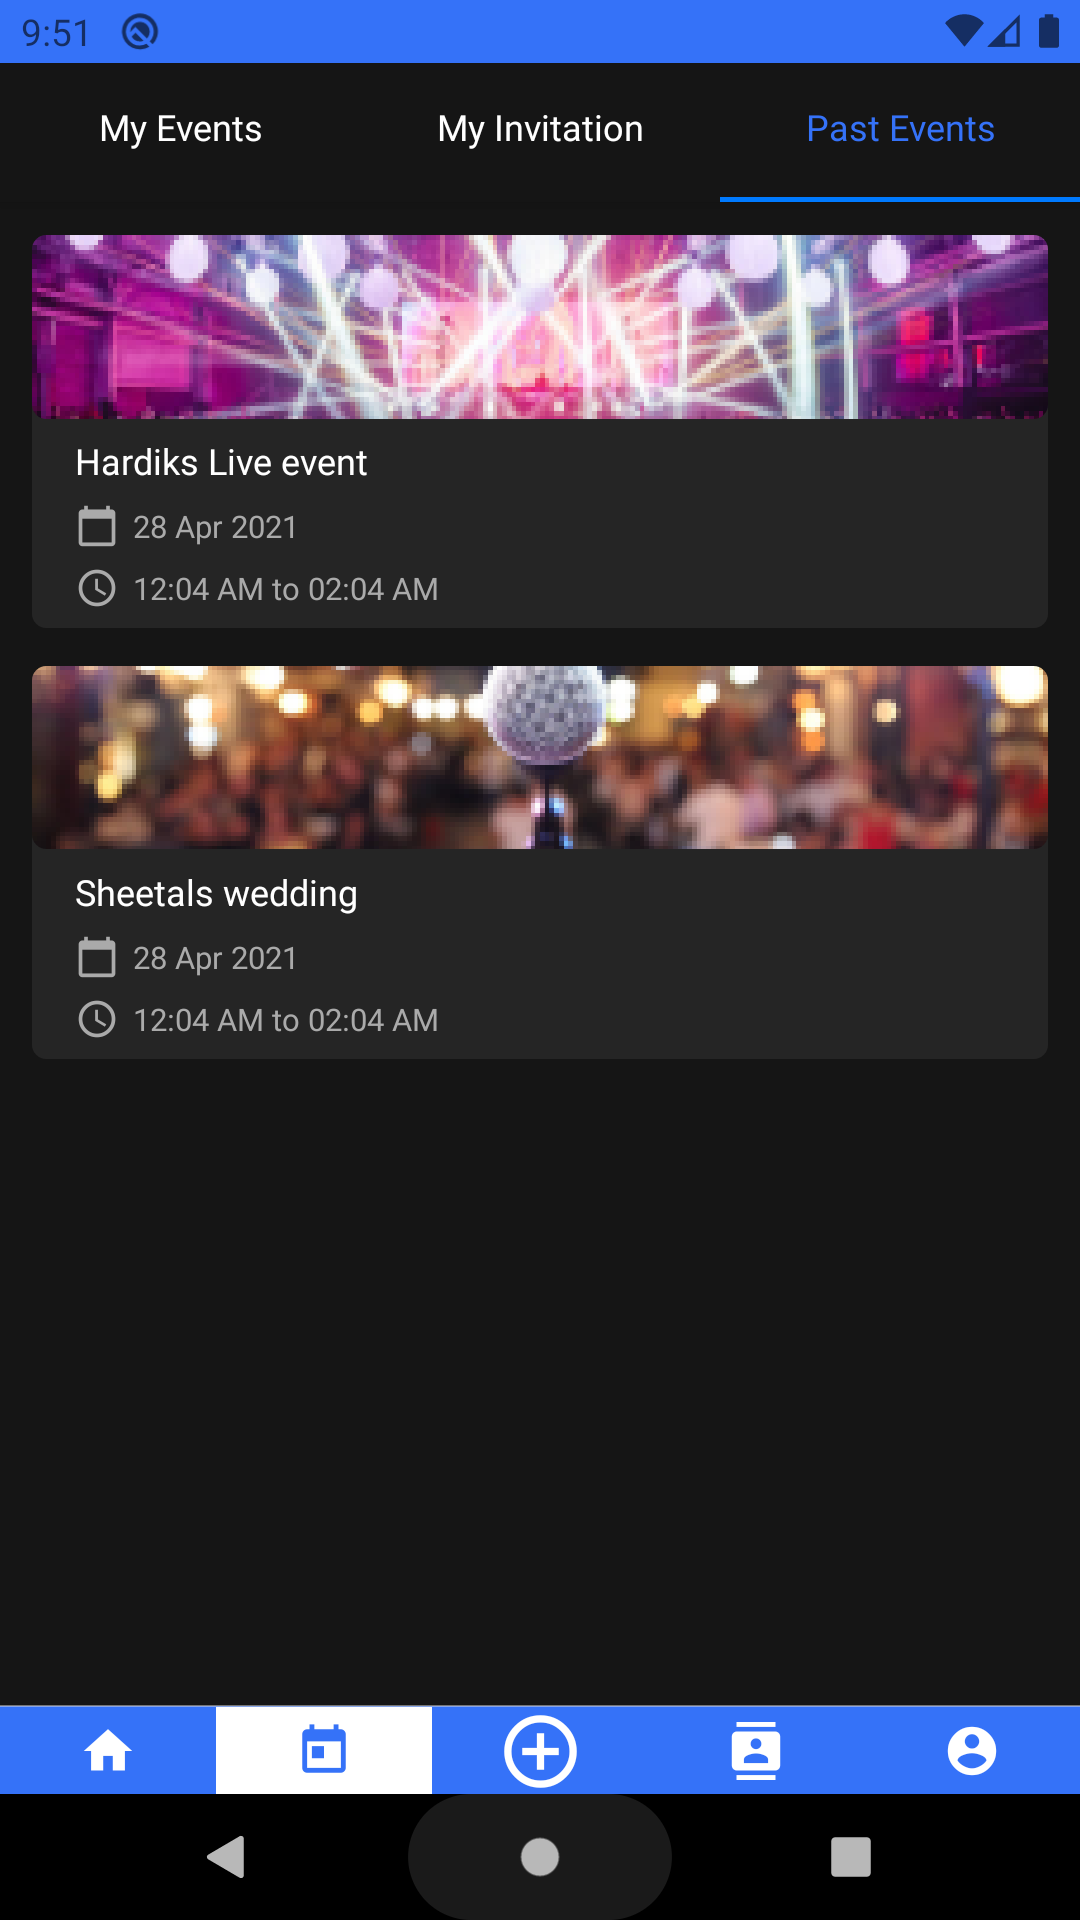 9:51
My Events
My Invitation
Past Events
Hardiks Live event
28 Apr 2021
12:04 AM to 02:04 AM
Sheetals wedding
28 Apr 2021
12:04 AM to 02:04 AM